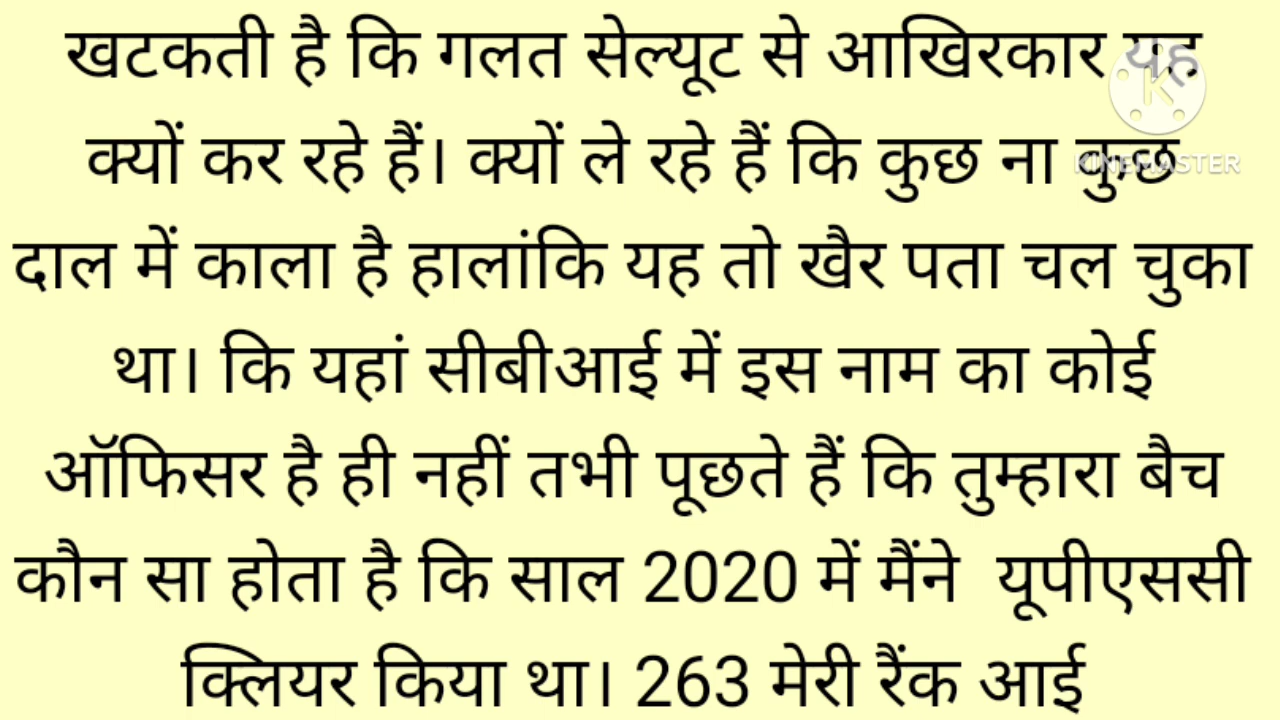 खटकती है कि गलत सेल्यूट से आखिरकार यह
क्यों कर रहे हैं। क्यों ले रहे हैं कि कुछ ना कुछ
दाल में काला है हालांकि यह तो खैर पता चल चुका
था। कि यहां सीबीआई में इस नाम का कोई
ऑफिसर है ही नहीं तभी पूछते हैं कि तुम्हारा बैच
कौन सा होता है कि साल 2020 में मैंने  यूपीएससी
क्लियर किया था। 263 मेरी रैंक आई
K
KINEMASTER